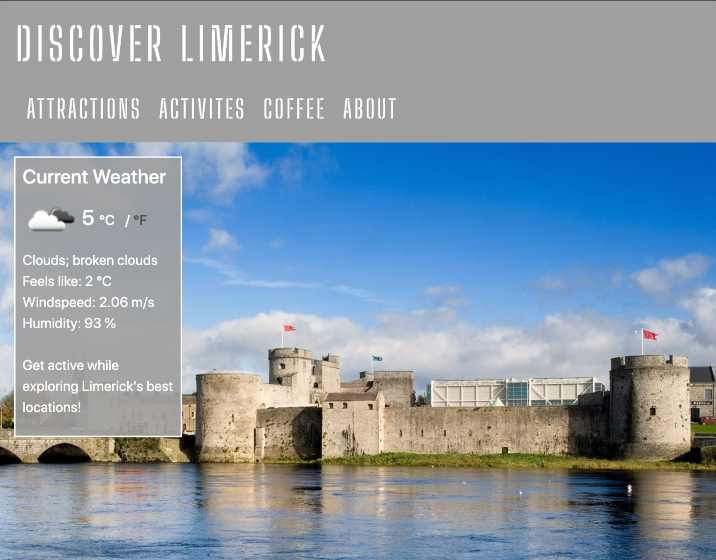 DISCOVER LIMERICK
ATTRACTIONS ACTIVITES COFFEE ABOUT
Current Weather
5 °C / °F
Clouds; broken clouds
Feels like: 2 °C
Windspeed: 2.06 m/s
Humidity: 93 %
Get active while
exploring Limerick's best
locations!